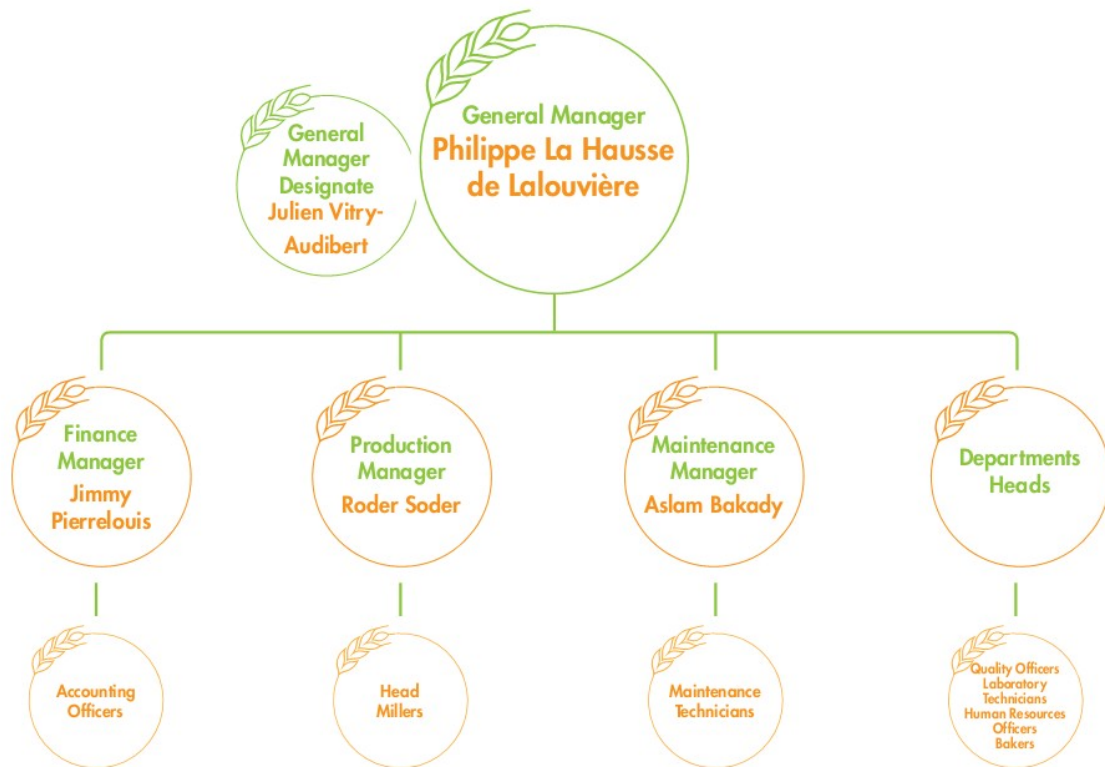 General Manager
Philippe La Hausse
de Lalouvière
General
Manager
Designate
Julien Vitry-
Audibert
Finance
Manager
Jimmy
Pierrelouis
Production
Manager
Roder Soder
Maintenance
Manager
Aslam Bakady
Departments
Heads
Accounting
Officers
Head
Millers
Maintenance
Technicians
Quality Officers
Laboratory
Technicians
Human Resources
Officers
Bakers